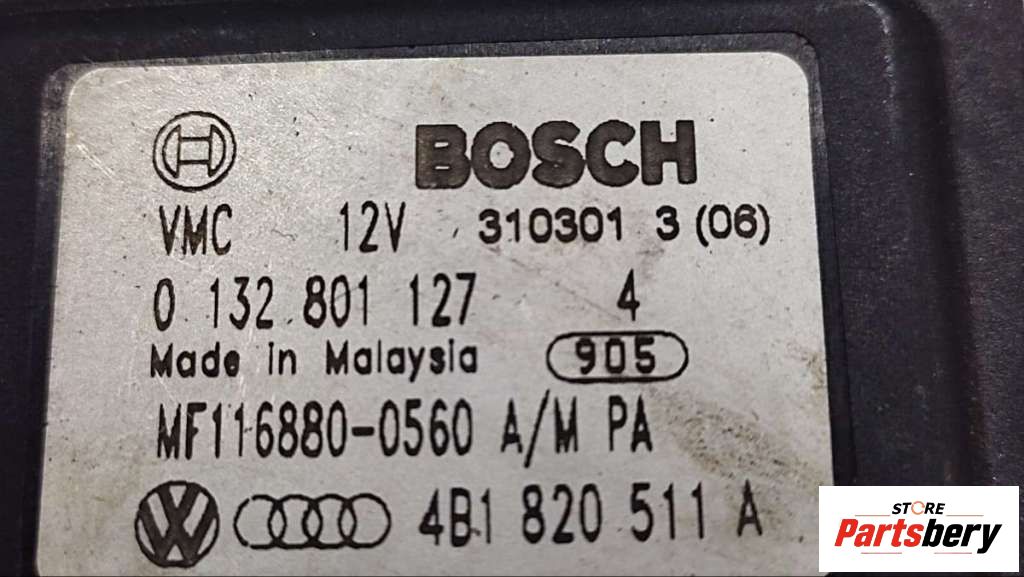 BOSCH
VMC 12V 310301 3 (06)
0 132 801 127 4
Made in Malaysia 905
MF116880-0560 A/M PA
4B1 820 511 A
STORE
Partsbery